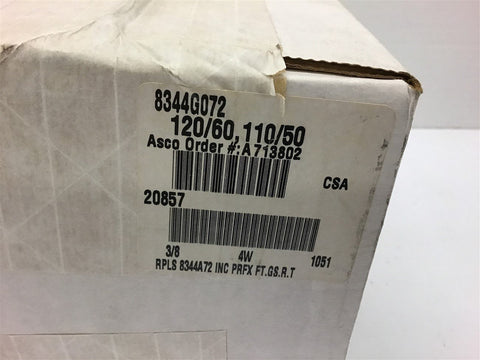 8344G072
120/60,110/50
Asco Order #:A713802
CSA
20857
3/8 4W 1051
RPLS 8344A72 INC PRFX FT.GS.R.T